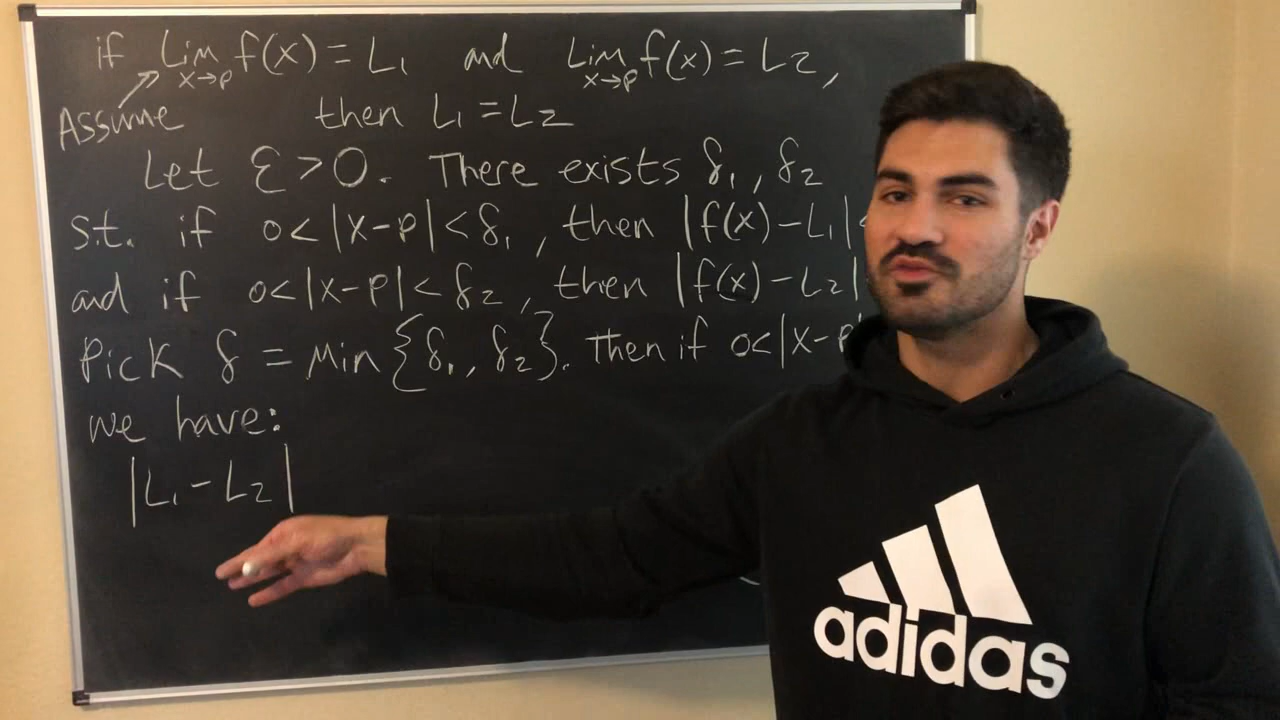 if Lim f(x) = L₁ and Lim f(x) = L₂,
x→p x→p
Assume then L₁ = L₂
Let ε > 0. There exists δ₁, δ₂
s.t. if 0 < |x-p| < δ₁, then |f(x) - L₁| <
and if 0 < |x-p| < δ₂, then |f(x) - L₂|
Pick δ = Min {δ₁, δ₂}. Then if 0 < |x-p|
we have:
|L₁ - L₂|
adidas